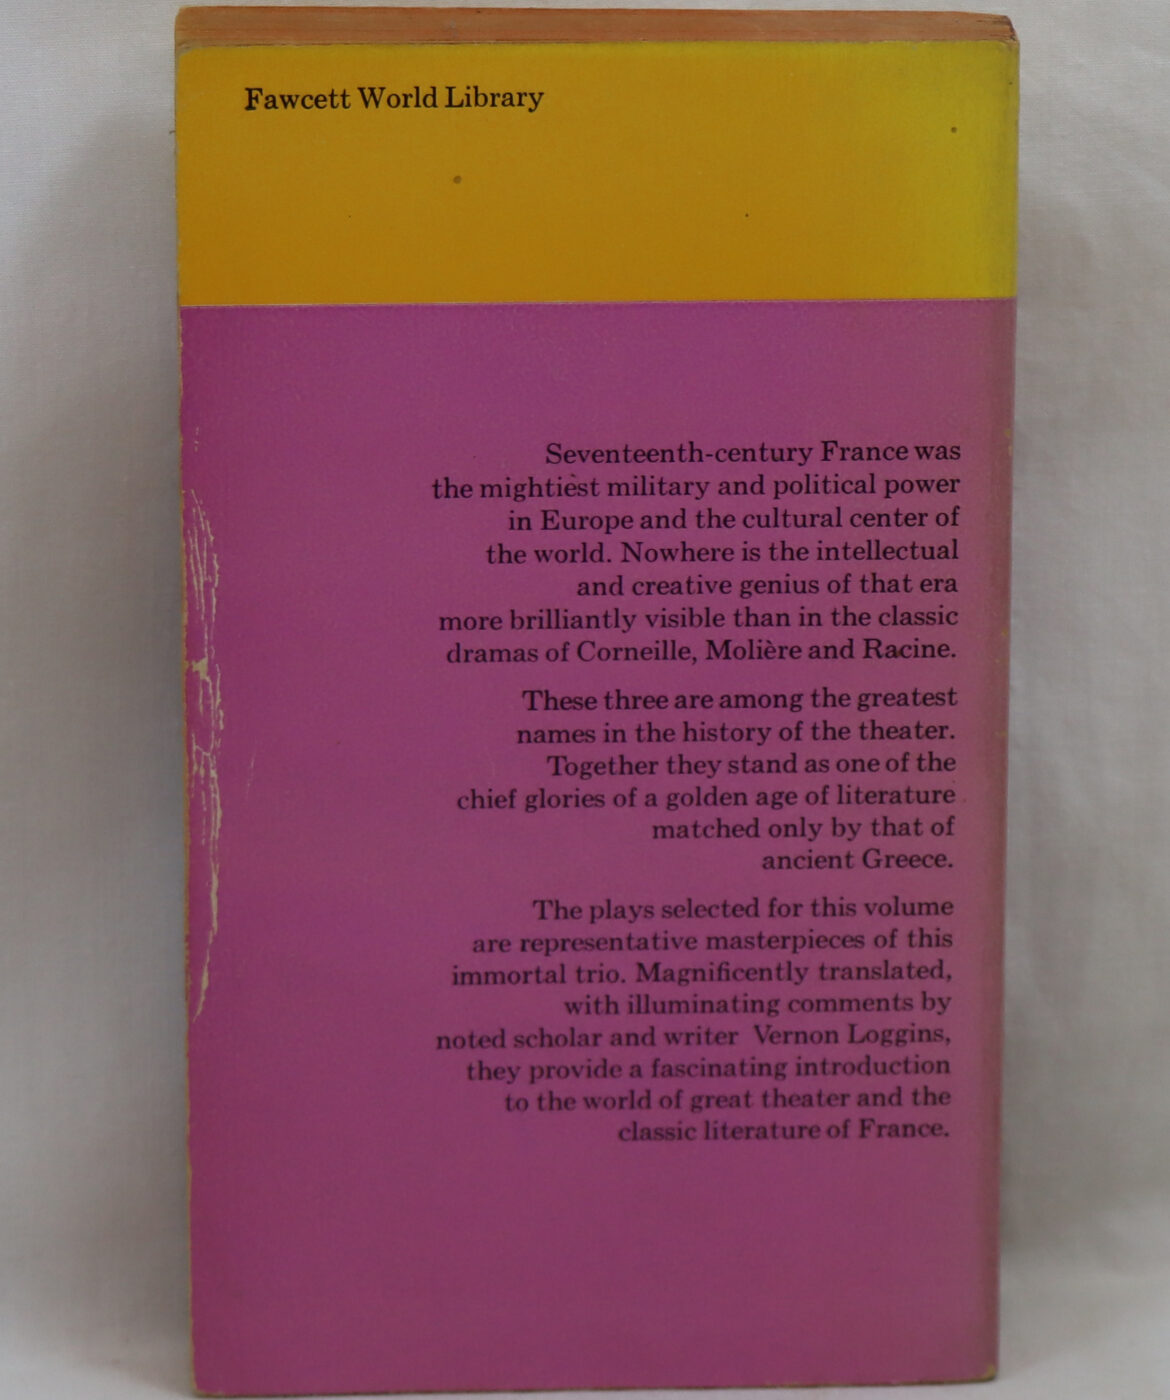 Fawcett World Library
Seventeenth-century France was
the mightiest military and political power
in Europe and the cultural center of
the world. Nowhere is the intellectual
and creative genius of that era
more brilliantly visible than in the classic
dramas of Corneille, Molière and Racine.
These three are among the greatest
names in the history of the theater.
Together they stand as one of the
chief glories of a golden age of literature
matched only by that of
ancient Greece.
The plays selected for this volume
are representative masterpieces of this
immortal trio. Magnificently translated,
with illuminating comments by
noted scholar and writer Vernon Loggins,
they provide a fascinating introduction
to the world of great theater and the
classic literature of France.